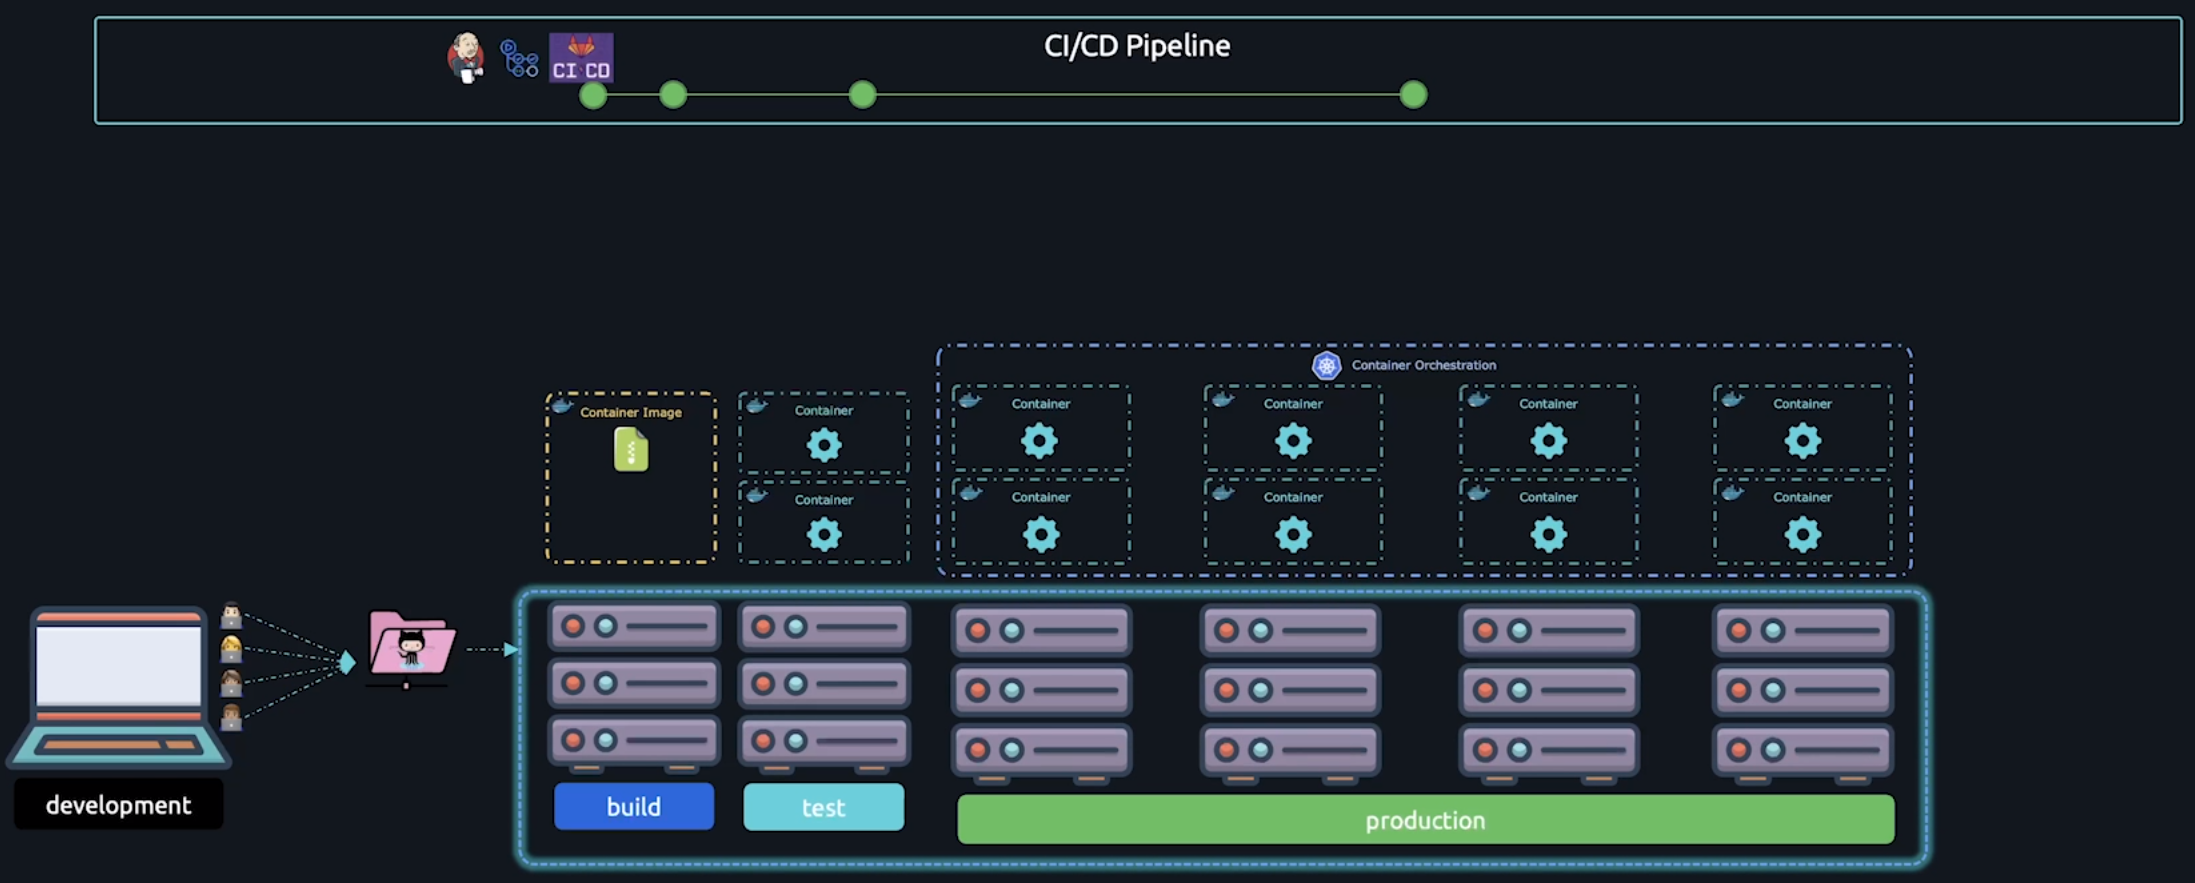 CI/CD Pipeline
CI CD
Container Orchestration
Container Image
Container
Container
Container
Container
Container
Container
Container
Container
Container
Container
development
build
test
production